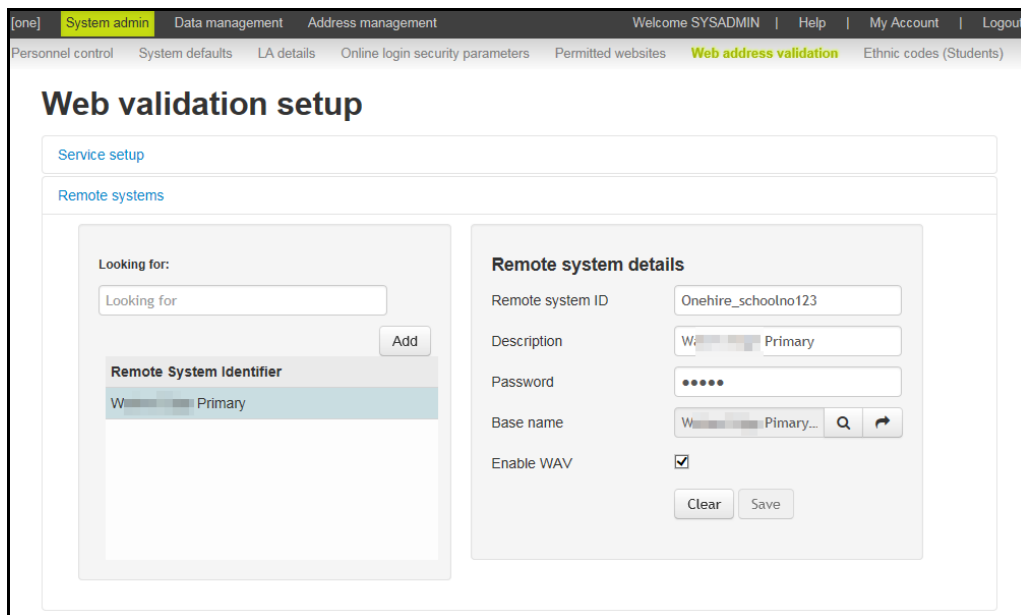 [one] System admin Data management Address management Welcome SYSADMIN | Help | My Account | Logout
Personnel control System defaults LA details Online login security parameters Permitted websites Web address validation Ethnic codes (Students)
Web validation setup
Service setup
Remote systems
Looking for:
Looking for
Add
Remote System Identifier
Primary
Remote system details
Remote system ID Onehire_schoolno123
Description Primary
Password •••••
Base name Pimary...
Enable WAV
Clear Save